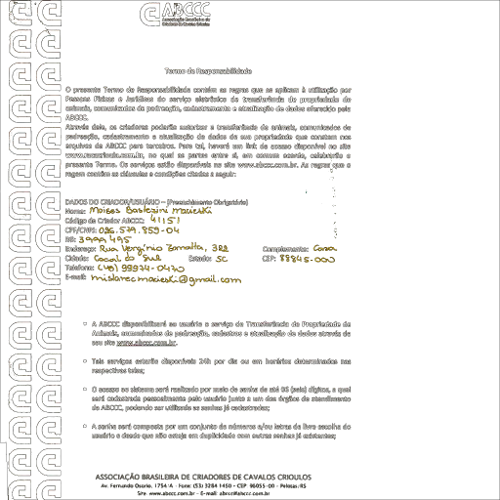 ABCCC
Associação Brasileira de
Criadores de Cavalos Crioulos
Termo de Responsabilidade
O presente Termo de Responsabilidade contém as regras que se aplicam à utilização por
Pessoas Físicas e Jurídicas do serviço eletrônico de transferência de propriedade de
animais, comunicados de padreação, cadastramento e atualização de dados oferecido pela
ABCCC.
Através dele, os criadores poderão autorizar a transferência de animais, comunicados de
padreação, cadastramento e atualização de dados de sua propriedade que constem nos
arquivos da ABCCC para terceiros. Para tal, haverá um link de acesso disponível no site
no qual as partes entre si, em comum acordo, celebrarão o
presente Termo. Os serviços estão disponíveis no site www.abccc.com.br. As regras que o
regem contêm as cláusulas e condições citadas a seguir:
DADOS DO CRIADOR/USUÁRIO – (Preenchimento Obrigatório)
Nome: Moises Macieski
Código de Criador ABCCC: 41151
CPF/CNPJ: 026.579.859-04
RG: 3999495
Endereço: Rua Vergínio Zomatta, 322 Complemento: Casa
Cidade: Cocal do Sul Estado: SC CEP: 88845-000
Telefone: (48) 99974-0470
E-mail: mislanecmacieski@gmail.com
o A ABCCC disponibilizará ao usuário o serviço de Transferência de Propriedade de
Animais, comunicados de padreação, cadastros e atualização de dados através de
seu site www.abccc.com.br.
o Tais serviços estarão disponíveis 24h por dia ou em horários determinados nas
respectivas telas;
o O acesso ao sistema será realizado por meio de senha de até 06 (seis) dígitos, a qual
será cadastrada pessoalmente pelo usuário junto a um dos órgãos de atendimento
da ABCCC, podendo ser utilizada as senhas já cadastradas;
o A senha será composta por um conjunto de números e/ou letras de livre escolha do
usuário e desde que não esteja em duplicidade com outras senhas já existentes;
ASSOCIAÇÃO BRASILEIRA DE CRIADORES DE CAVALOS CRIOULOS
Av. Fernando Osório, 1754 A - Fone: (53) 3284 1450 - CEP 96055-00 - Pelotas/RS
Site www.abccc.com.br - E-mail: abccc@abccc.com.br